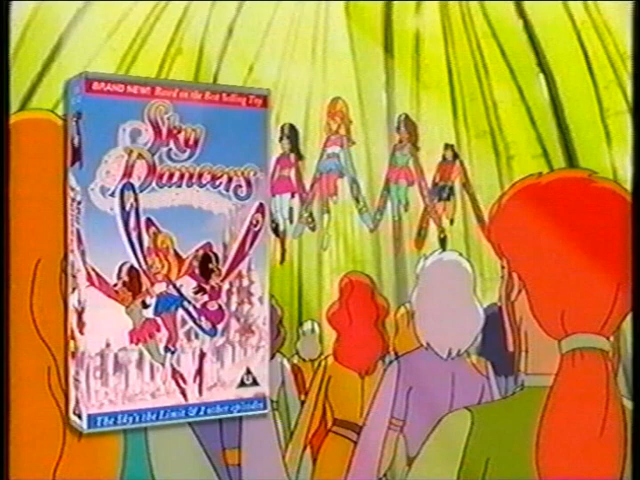 BRAND NEW! Based on the Best Selling Toy
Sky
Dancers
U
The Sky's the Limit & 2 other episodes